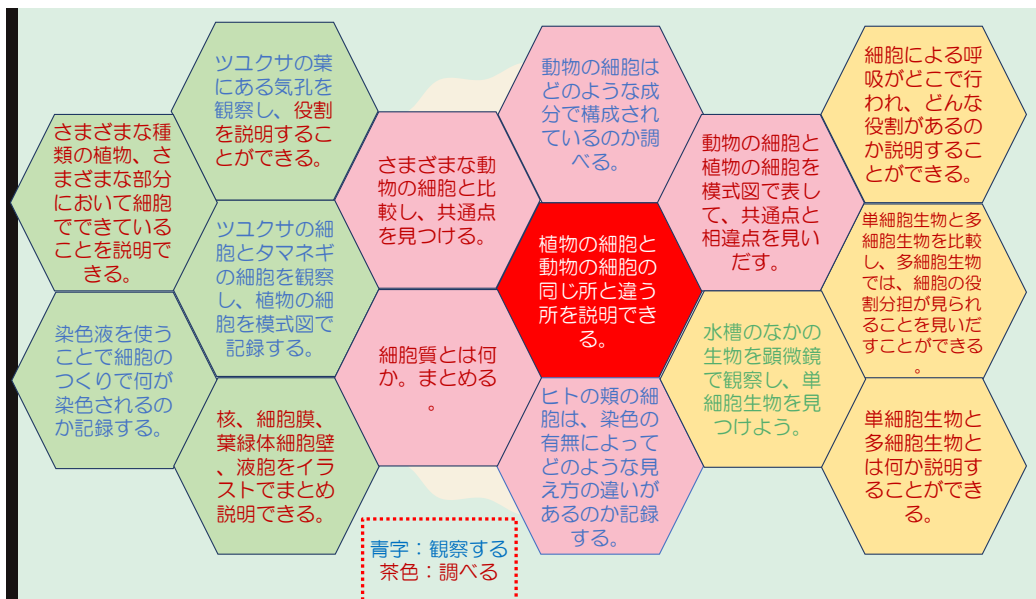 さまざまな種
類の植物、さ
まざまな部分
において細胞
でできている
ことを説明で
きる。
染色液を使う
ことで細胞の
つくりで何が
染色されるの
か記録する。
ツユクサの葉
にある気孔を
観察し、役割
を説明するこ
とができる。
ツユクサの細
胞とタマネギ
の細胞を観察
し、植物の細
胞を模式図で
記録する。
核、細胞膜、
葉緑体細胞壁
、液胞をイラ
ストでまとめ
説明できる。
さまざまな動
物の細胞と比
較し、共通点
を見つける。
細胞質とは何
か。まとめる
。
動物の細胞は
どのような成
分で構成され
ているのか調
べる。
植物の細胞と
動物の細胞の
同じ所と違う
所を説明でき
る。
ヒトの頬の細
胞は、染色の
有無によって
どのような見
え方の違いが
あるのか記録
する。
動物の細胞と
植物の細胞を
模式図で表し
て、共通点と
相違点を見い
だす。
水槽のなかの
生物を顕微鏡
で観察し、単
細胞生物を見
つけよう。
細胞による呼
吸がどこで行
われ、どんな
役割があるの
か説明するこ
とができる。
単細胞生物と多
細胞生物を比較
し、多細胞生物
では、細胞の役
割分担が見られ
ることを見いだ
すことができる
。
単細胞生物と
多細胞生物と
は何か説明す
ることができ
る。
青字：観察する
茶色：調べる